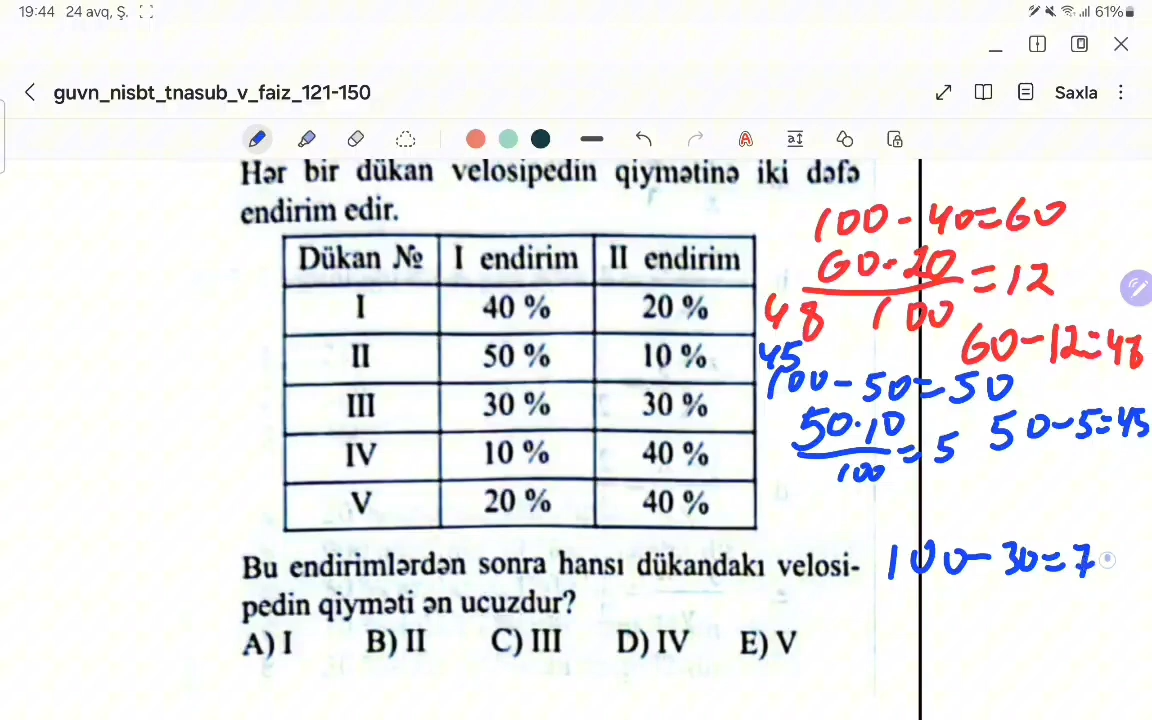 19:44 24 avq, Ş. 61%
guvn_nisbt_tnasub_v_faiz_121-150 Saxla
Hər bir dükan velosipedin qiymətinə iki dəfə
endirim edir.
Dükan № I endirim II endirim
I 40 % 20 %
II 50 % 10 %
III 30 % 30 %
IV 10 % 40 %
V 20 % 40 %
Bu endirimlərdən sonra hansı dükandakı velosi-
pedin qiyməti ən ucuzdur?
A) I B) II C) III D) IV E) V
100-40=60
60·20
= 12
48 100
60-12=48
45
100-50=50
50·10
= 5 50-5=45
100
100-30=7